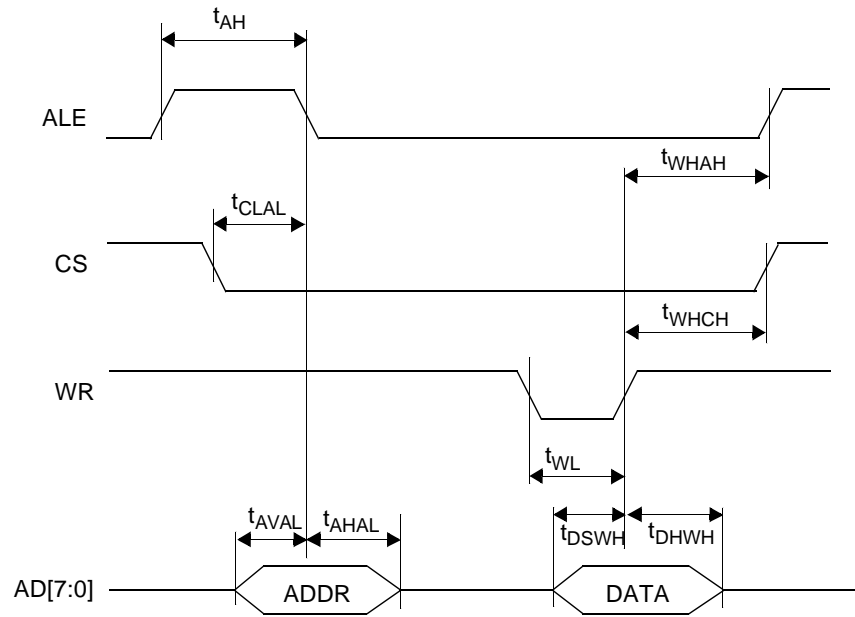 tAH
ALE
tWHAH
tCLAL
CS
tWHCH
WR
tWL
tAVAL
tAHAL
tDSWH
tDHWH
AD[7:0]
ADDR
DATA